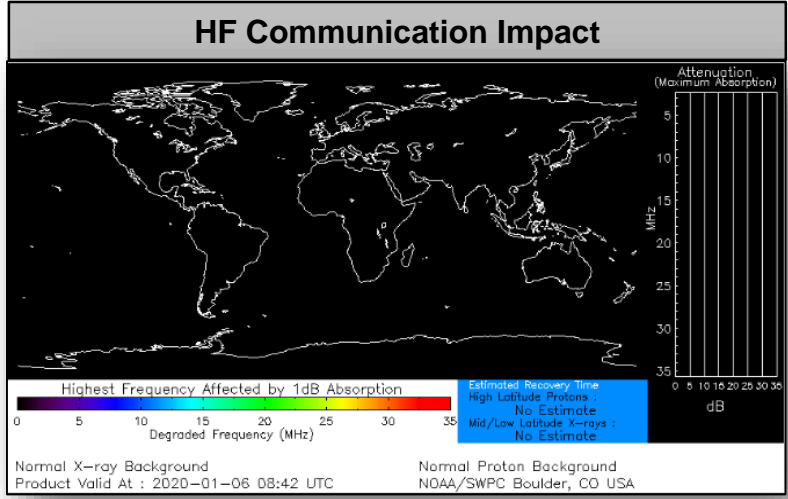 HF Communication Impact
Attenuation
(Maximum Absorption)
5
10
15
20
25
30
35
MHz
0 5 10 15 20 25 30 35
dB
Highest Frequency Affected by 1dB Absorption
0 5 10 15 20 25 30 35
Degraded Frequency (MHz)
Estimated Recovery Time
High Latitude Protons :
No Estimate
Mid/Low Latitude X-rays :
No Estimate
Normal X-ray Background
Normal Proton Background
Product Valid At : 2020-01-06 08:42 UTC
NOAA/SWPC Boulder, CO USA